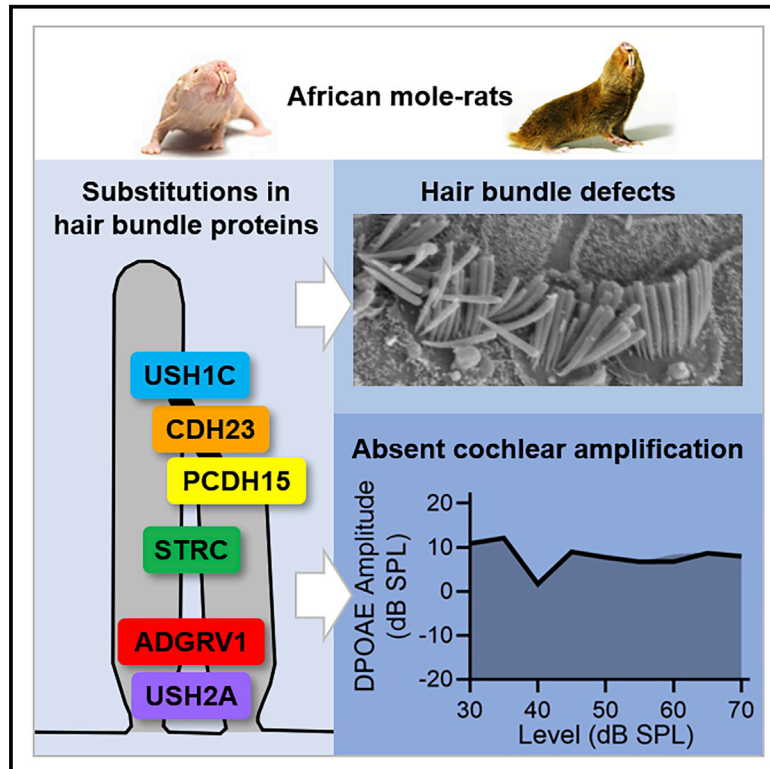 African mole-rats
Substitutions in
hair bundle proteins
USH1C
CDH23
PCDH15
STRC
ADGRV1
USH2A
Hair bundle defects
Absent cochlear amplification
DPOAE Amplitude
(dB SPL)
20
10
0
-10
-20
30
40
50
60
70
Level (dB SPL)